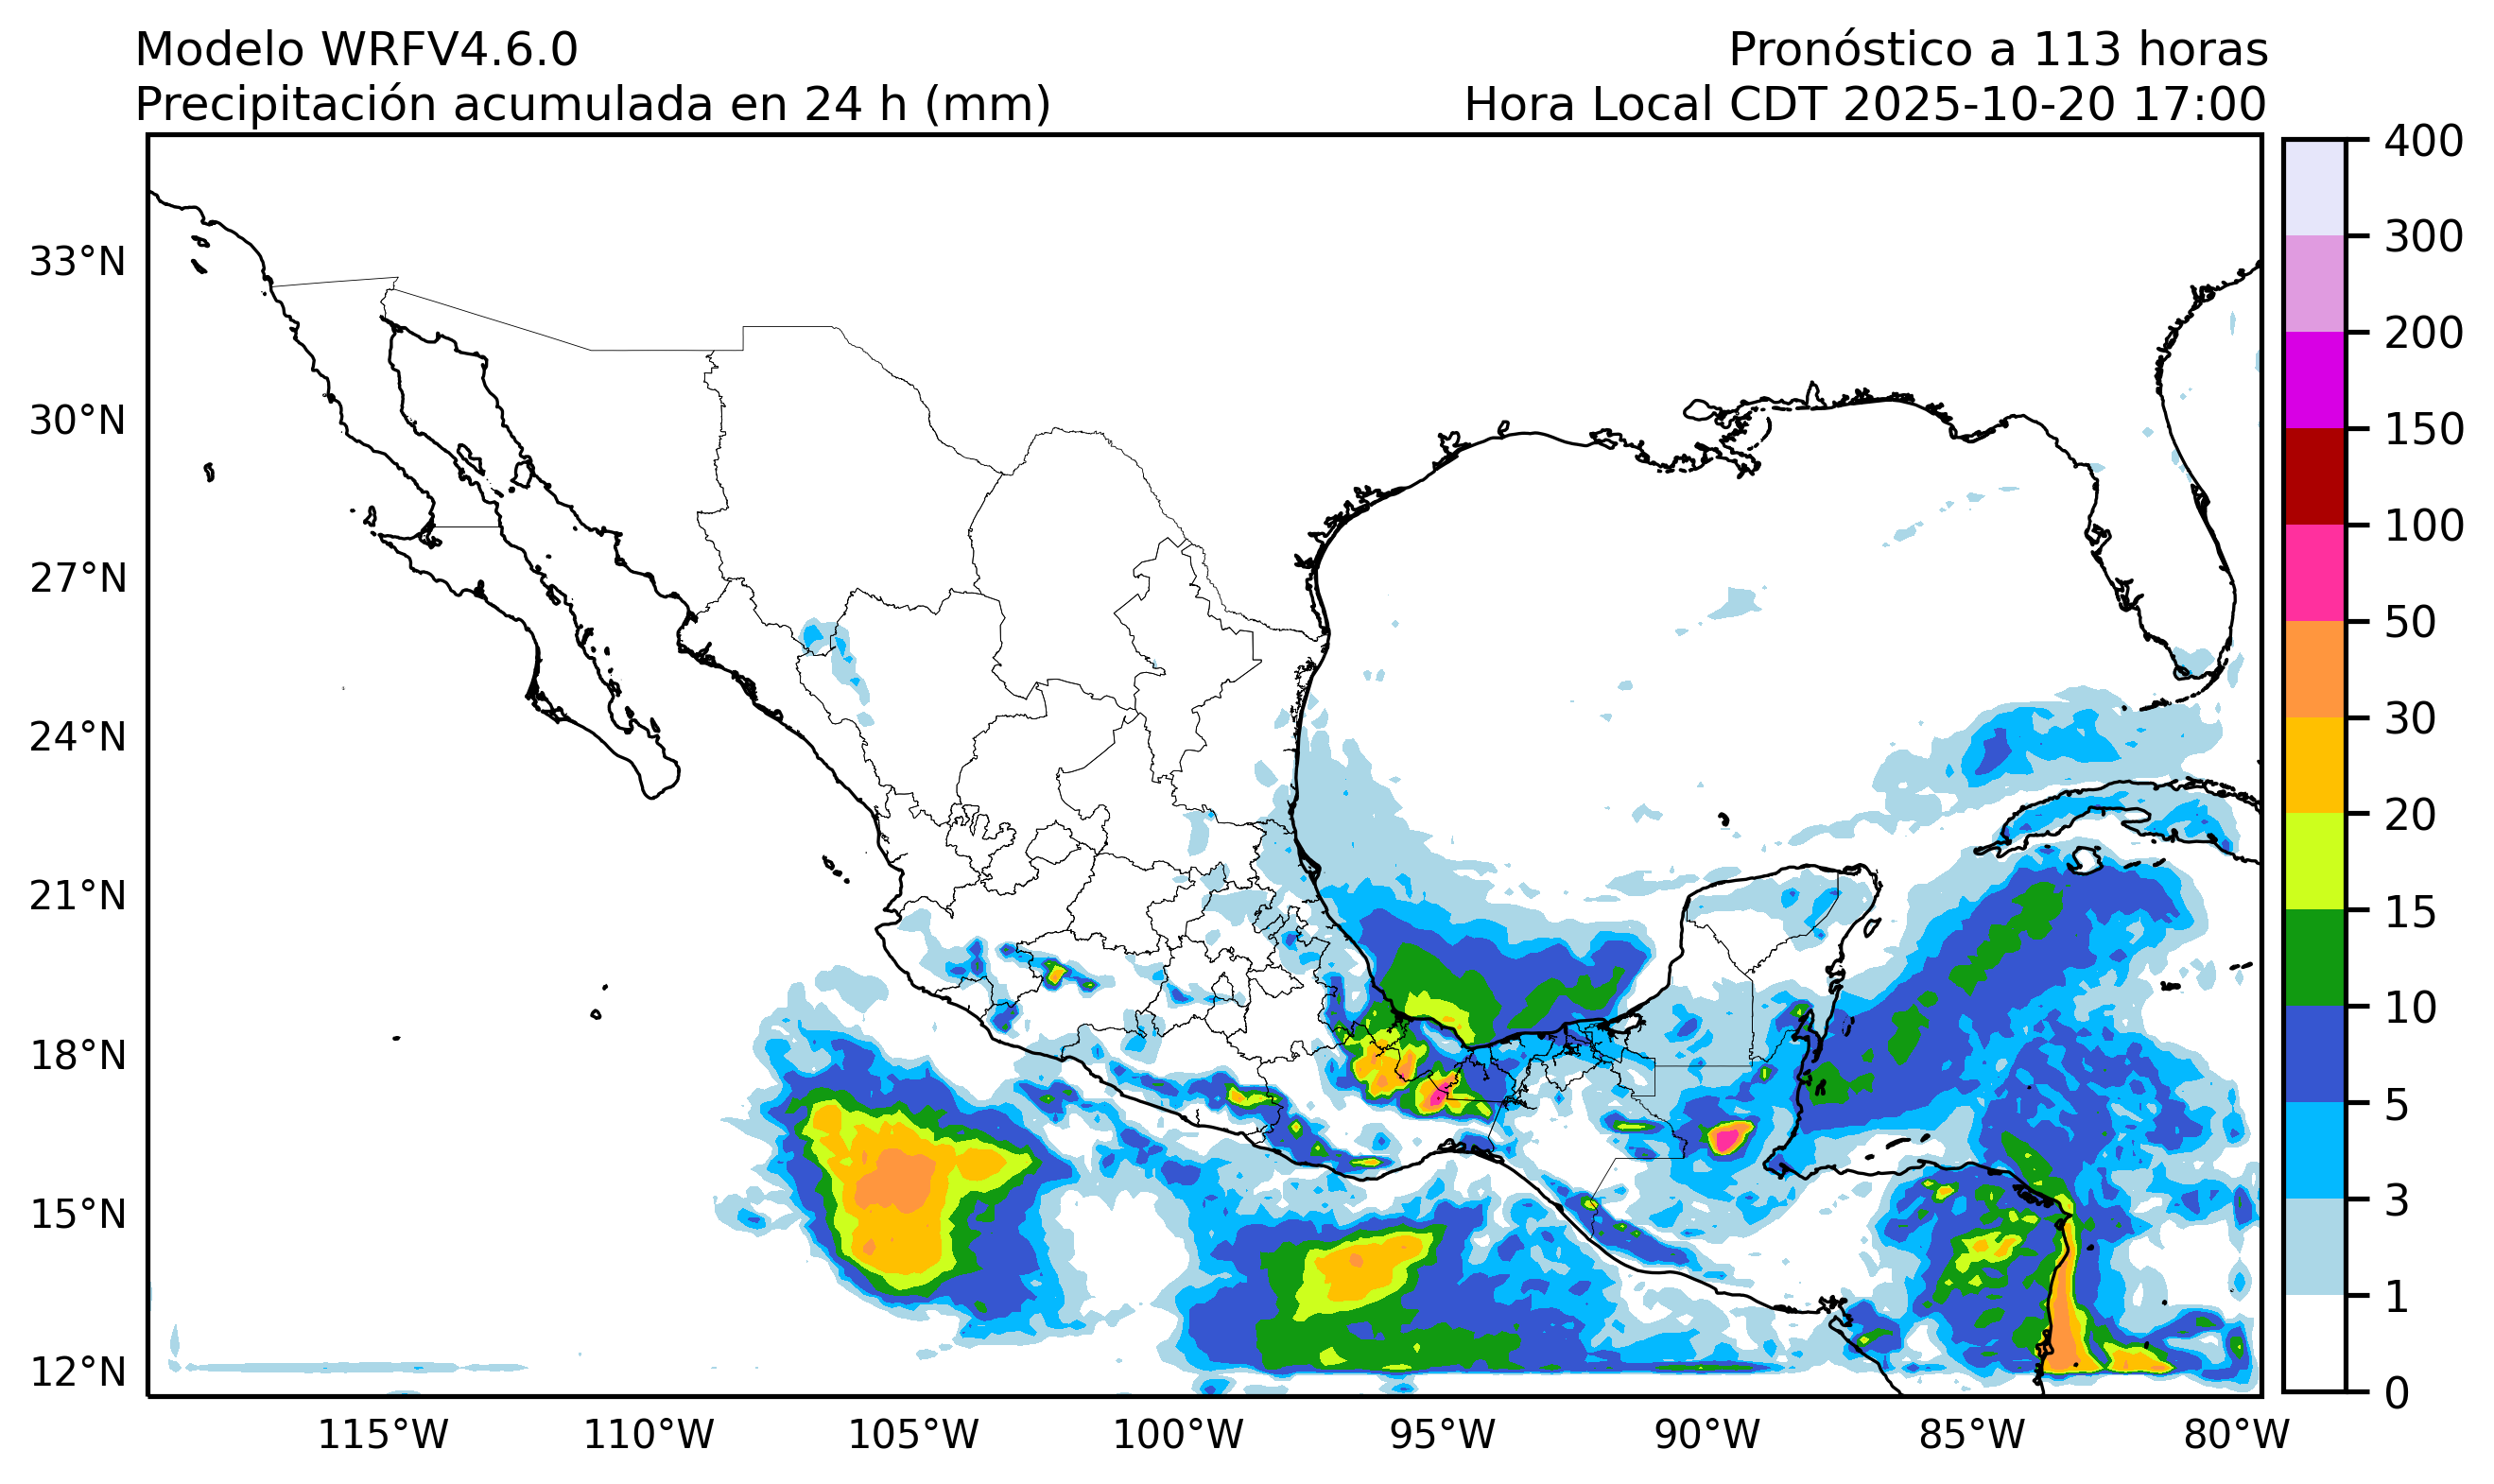 Modelo WRFV4.6.0
Pronóstico a 113 horas
Precipitación acumulada en 24 h (mm)
Hora Local CDT 2025-10-20 17:00
33°N
30°N
27°N
24°N
21°N
18°N
15°N
12°N
115°W
110°W
105°W
100°W
95°W
90°W
85°W
80°W
400
300
200
150
100
50
30
20
15
10
5
3
1
0